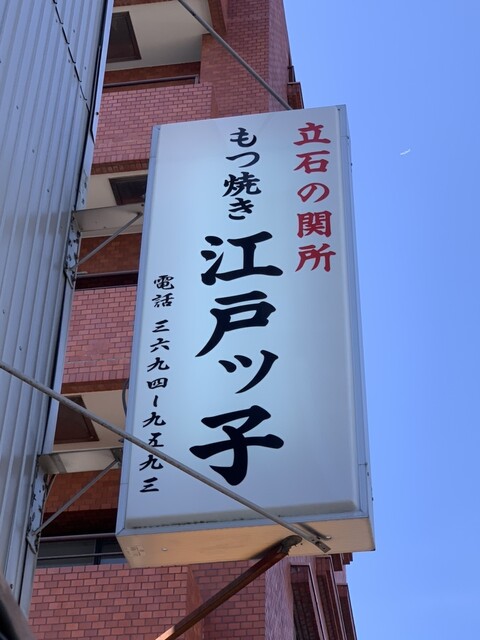 立石の関所
もつ焼き
江戸ッ子
電話 三六九四ー九五九三